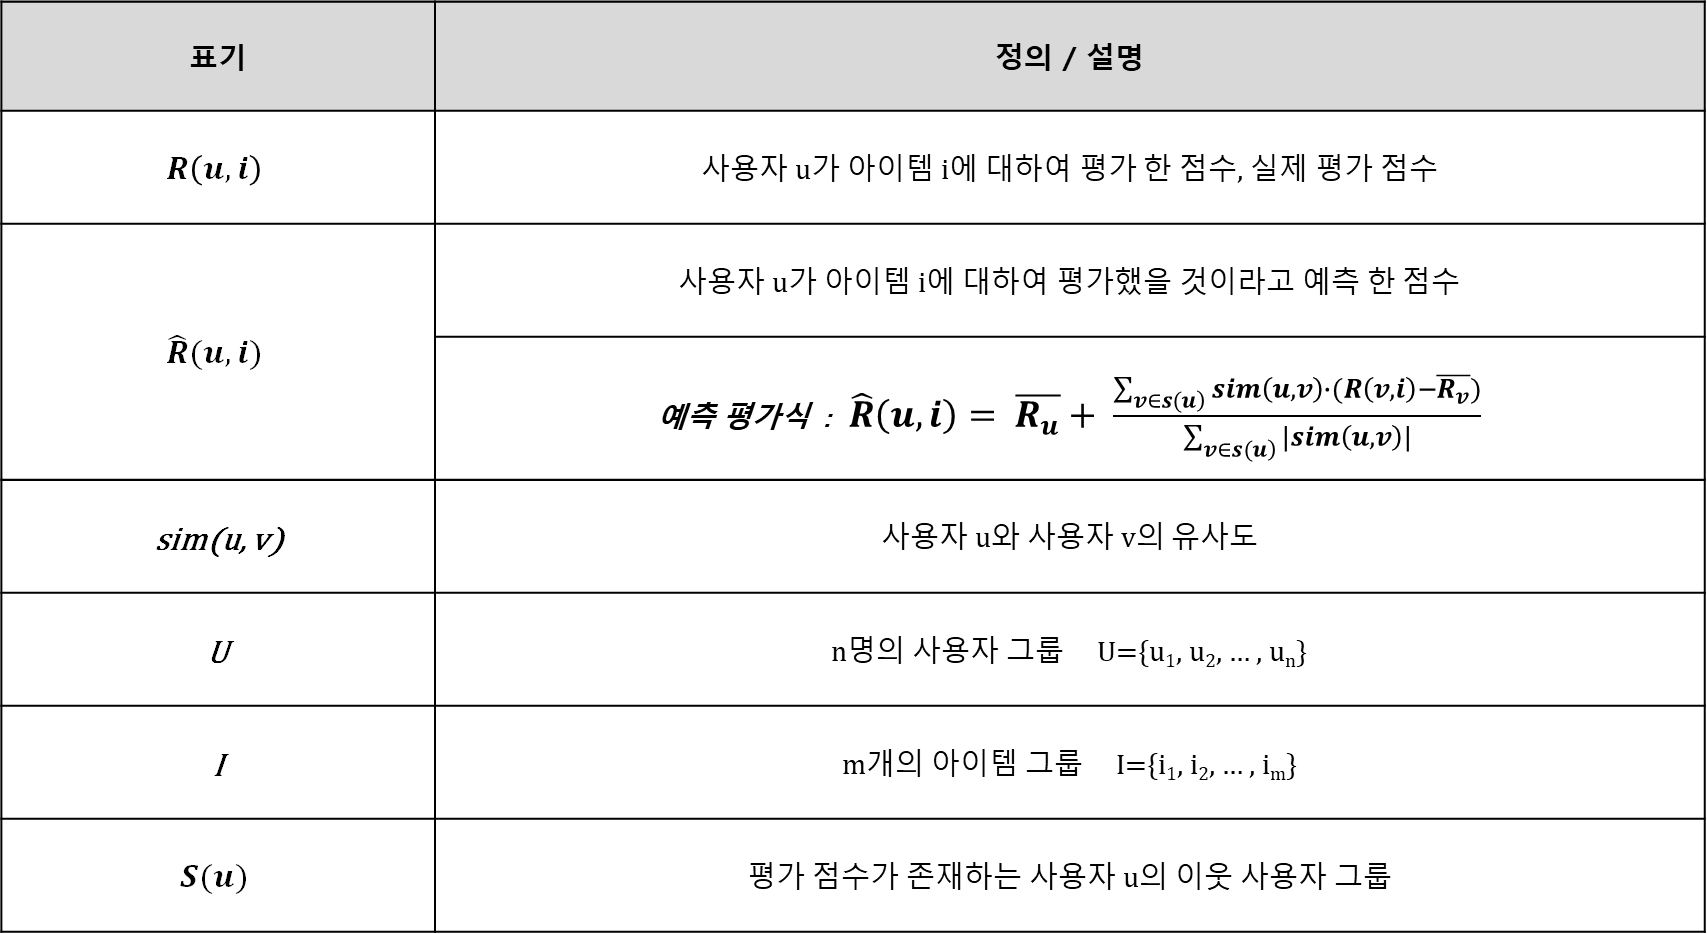 표기
정의 / 설명
R(u, i)
사용자 u가 아이템 i에 대하여 평가 한 점수, 실제 평가 점수
R̂(u, i)
사용자 u가 아이템 i에 대하여 평가했을 것이라고 예측 한 점수
예측 평가식 : R̂(u, i) = R̅u + ∑v∈s(u) sim(u,v)·(R(v,i)−R̅v) / ∑v∈s(u) |sim(u,v)|
sim(u, v)
사용자 u와 사용자 v의 유사도
U
n명의 사용자 그룹 U={u1, u2, … , un}
I
m개의 아이템 그룹 I={i1, i2, … , im}
S(u)
평가 점수가 존재하는 사용자 u의 이웃 사용자 그룹